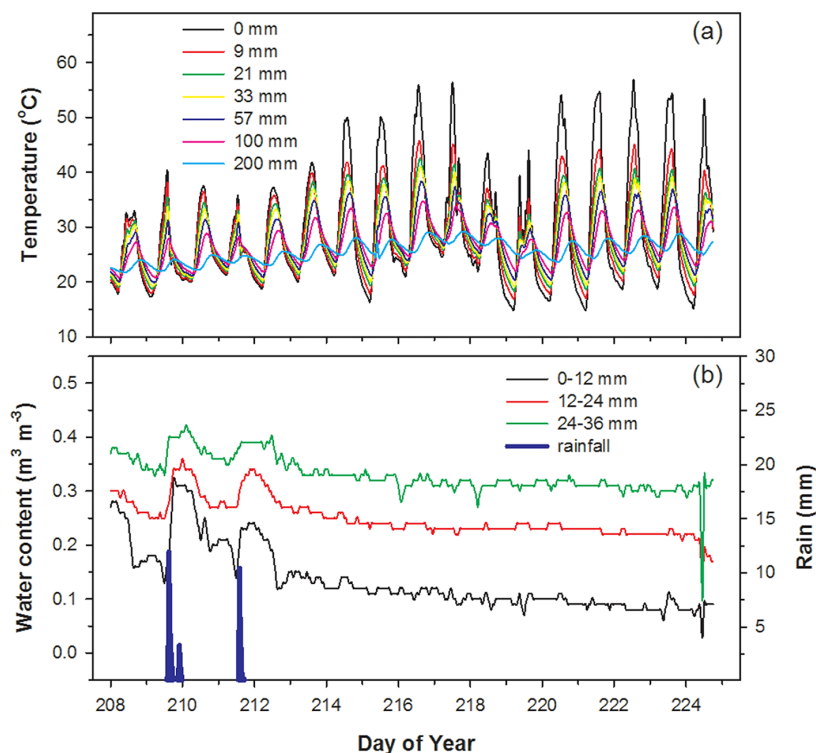 (a)
0 mm
9 mm
21 mm
33 mm
57 mm
100 mm
200 mm
Temperature (°C)
60
50
40
30
20
10
(b)
0-12 mm
12-24 mm
24-36 mm
rainfall
Water content (m³ m⁻³)
0.5
0.4
0.3
0.2
0.1
0.0
Rain (mm)
30
25
20
15
10
5
208 210 212 214 216 218 220 222 224
Day of Year